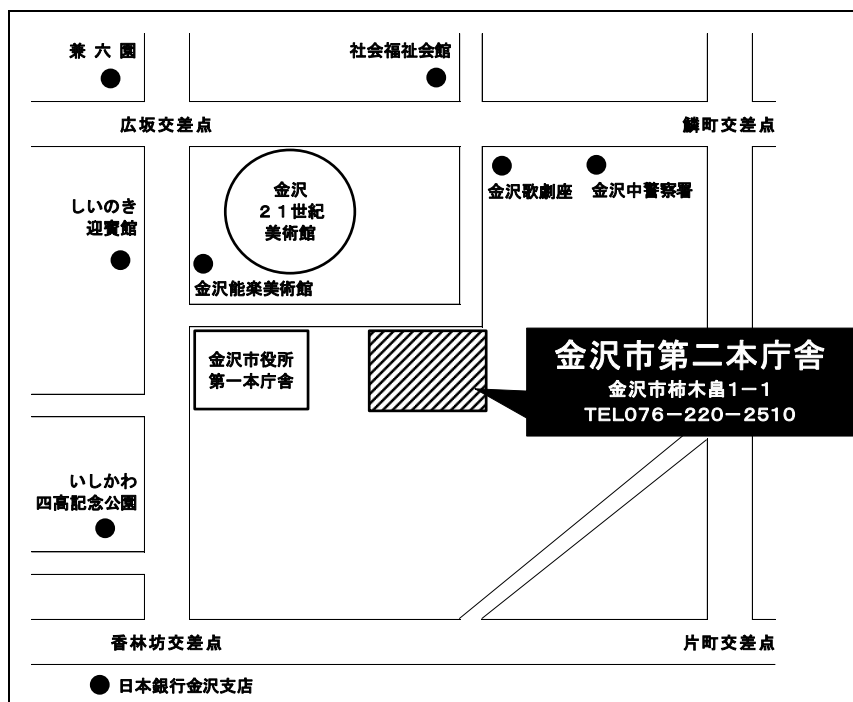 兼六園
社会福祉会館
広坂交差点
鱗町交差点
金沢
21世紀
美術館
金沢歌劇座
金沢中警察署
しいのき
迎賓館
金沢能楽美術館
金沢市役所
第一本庁舎
金沢市第二本庁舎
金沢市柿木畠1－1
TEL076－220－2510
いしかわ
四高記念公園
香林坊交差点
片町交差点
日本銀行金沢支店